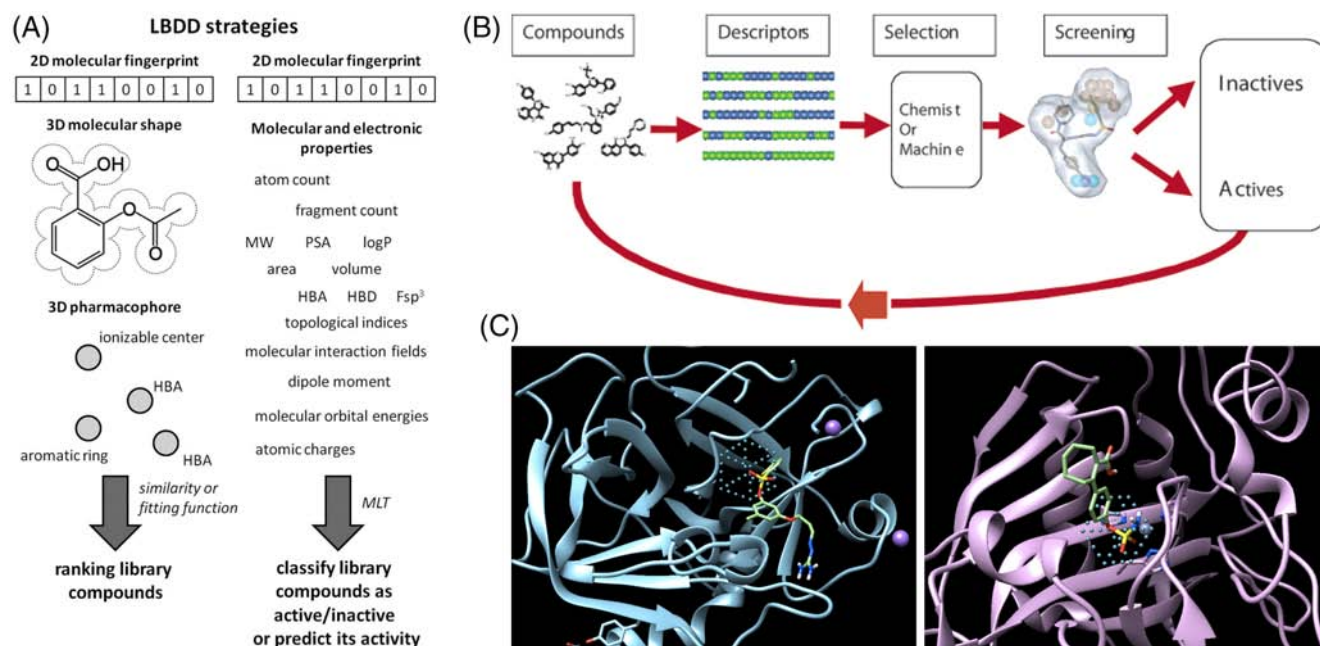 (A)
LBDD strategies
2D molecular fingerprint
1 0 1 1 0 0 1 0
3D molecular shape
O
OH
O
O
3D pharmacophore
ionizable center
HBA
aromatic ring
HBA
similarity or
fitting function
ranking library
compounds
2D molecular fingerprint
1 0 1 1 0 0 1 0
Molecular and electronic
properties
atom count
fragment count
MW PSA logP
area volume
HBA HBD Fsp³
topological indices
molecular interaction fields
dipole moment
molecular orbital energies
atomic charges
MLT
classify library
compounds as
active/inactive
or predict its activity
(B)
Compounds
Descriptors
Selection
Screening
Chemis t
Or
Machin e
Inactives
A ctives
(C)